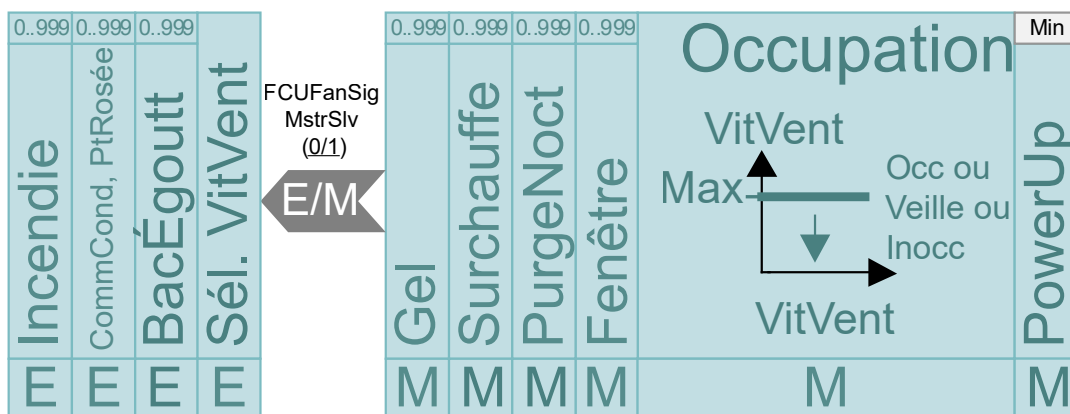 0..999 0..999 0..999
Incendie
CommCond, PtRosée
BacÉgoutt
Sél. VitVent
E E E E
FCUFanSig
MstrSlv
(0/1)
E/M
0..999 0..999 0..999 0..999
Gel
Surchauffe
PurgeNoct
Fenêtre
Occupation
VitVent
Max
Occ ou
Veille ou
Inocc
VitVent
Min
PowerUp
M M M M M M